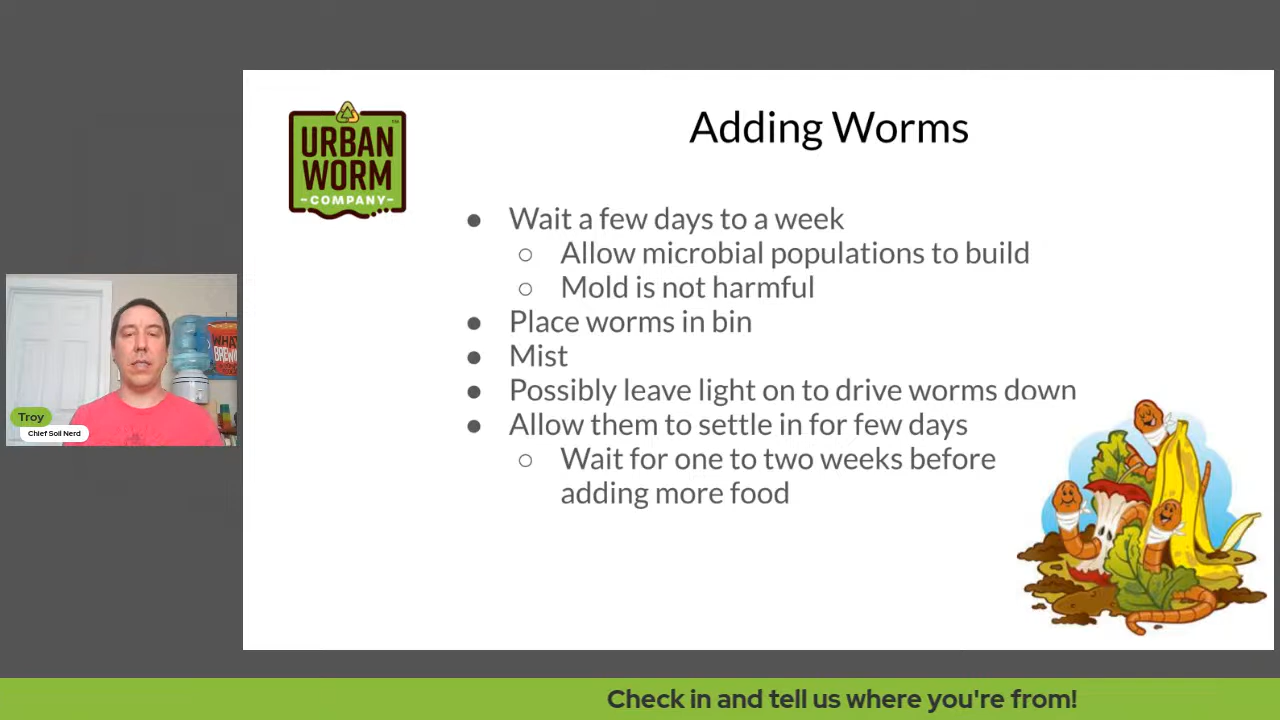 URBAN
WORM
-COMPANY-
TM
Adding Worms
● Wait a few days to a week
○ Allow microbial populations to build
○ Mold is not harmful
● Place worms in bin
● Mist
● Possibly leave light on to drive worms down
● Allow them to settle in for few days
○ Wait for one to two weeks before
adding more food
Troy
Chief Soil Nerd
Check in and tell us where you're from!